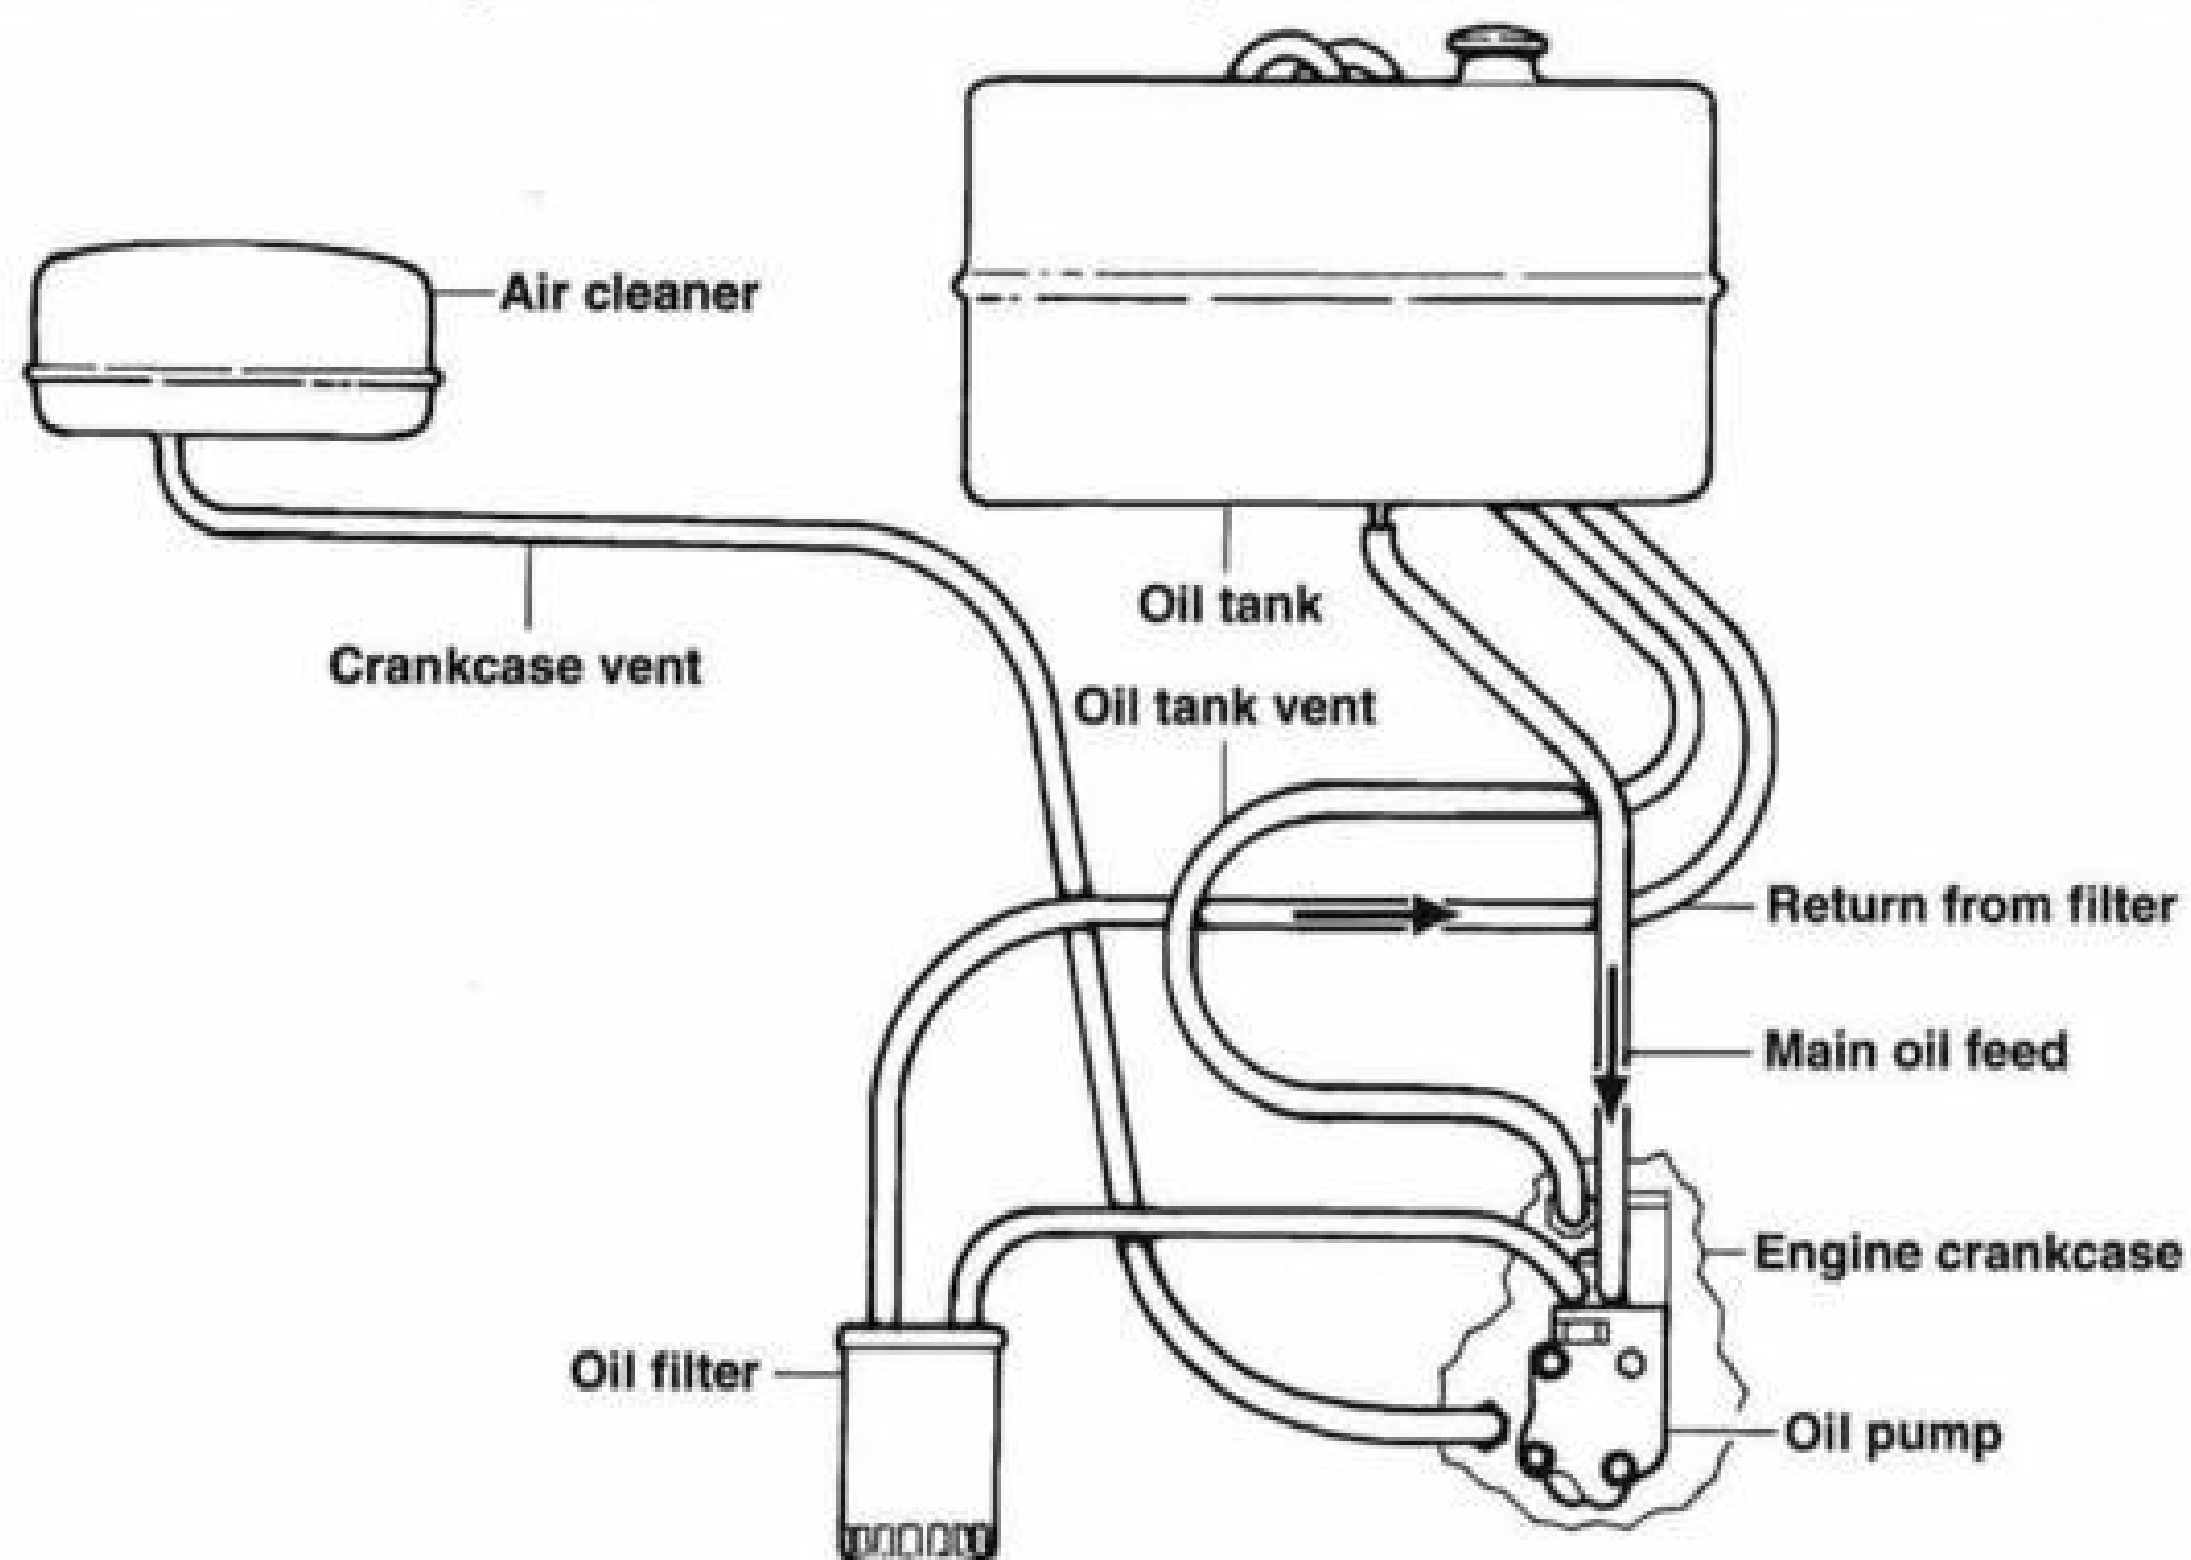 Air cleaner
Oil tank
Crankcase vent
Oil tank vent
Return from filter
Main oil feed
Engine crankcase
Oil filter
Oil pump